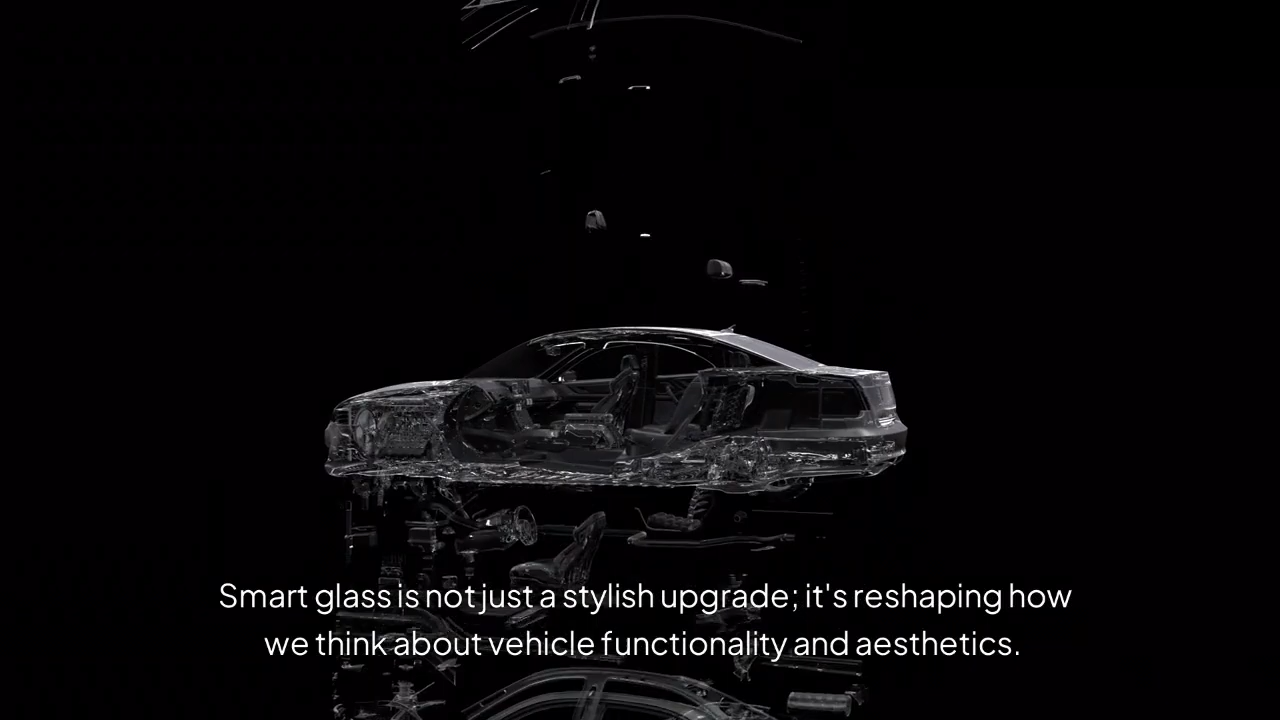 Smart glass is not just a stylish upgrade; it's reshaping how
we think about vehicle functionality and aesthetics.